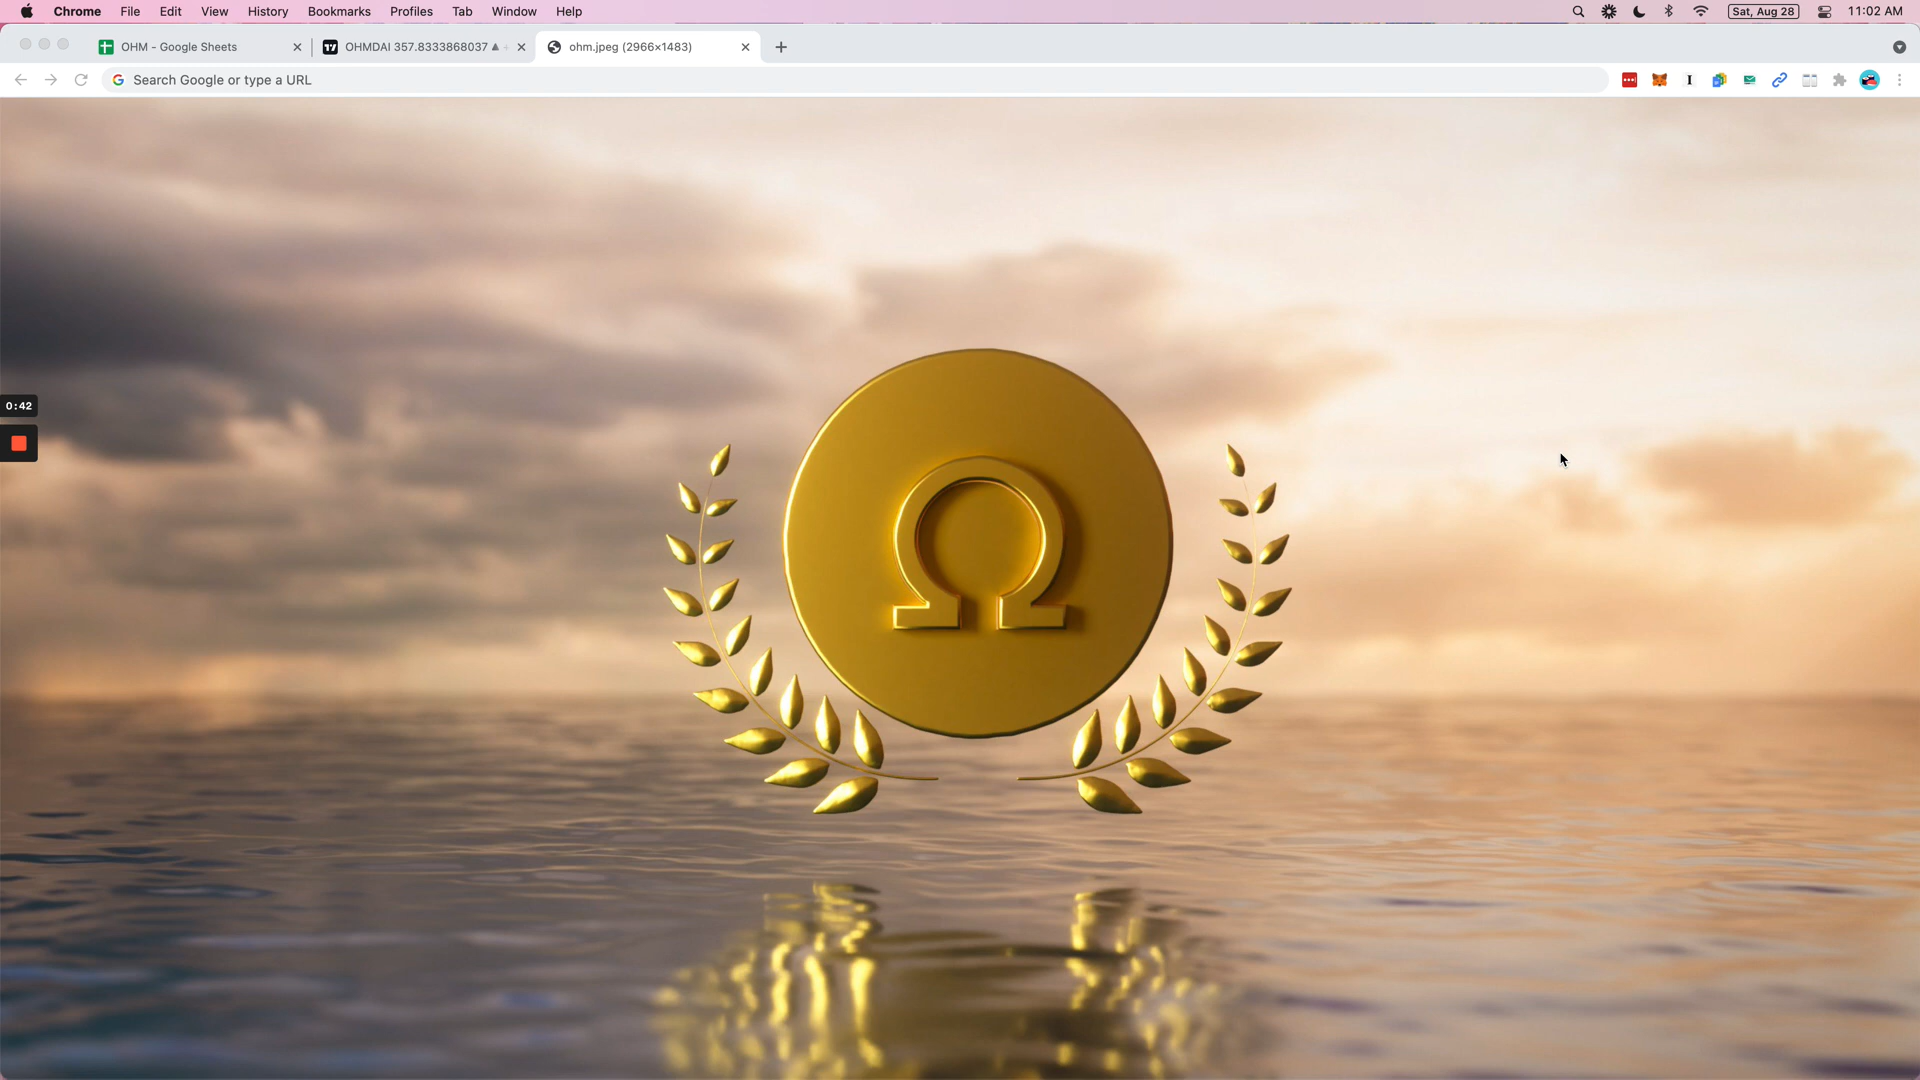 Chrome File Edit View History Bookmarks Profiles Tab Window Help Sat, Aug 28 11:02 AM
OHM - Google Sheets OHMDAI 357.8333868037 ▲ ohm.jpeg (2966×1483)
Search Google or type a URL
0:42
Ω